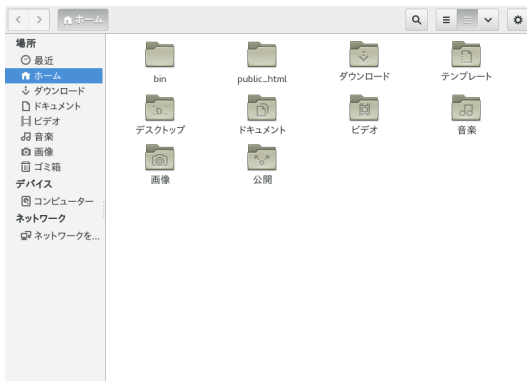 ホーム
場所
最近
ホーム
ダウンロード
ドキュメント
ビデオ
音楽
画像
ゴミ箱
デバイス
コンピューター
ネットワーク
ネットワークを...
bin
public_html
ダウンロード
テンプレート
デスクトップ
ドキュメント
ビデオ
音楽
画像
公開